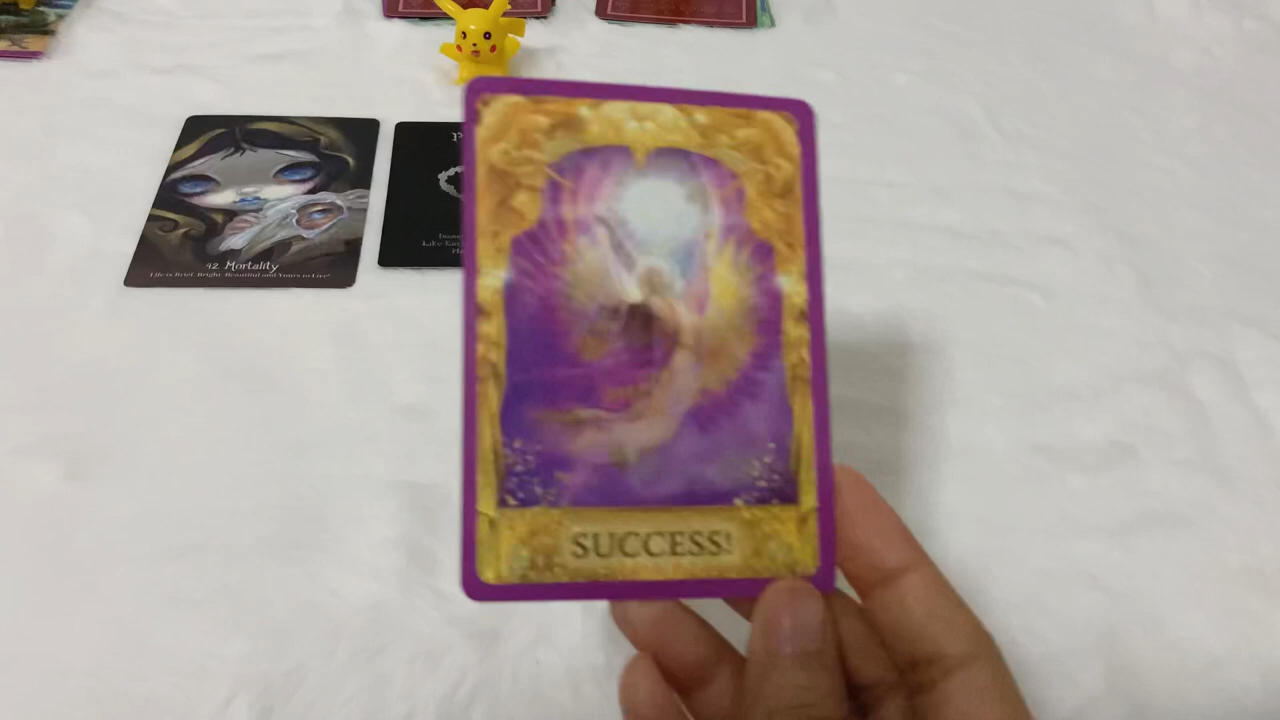 42 Mortality
"Life is Brief, Bright, Beautiful and Yours to Live"
SUCCESS!